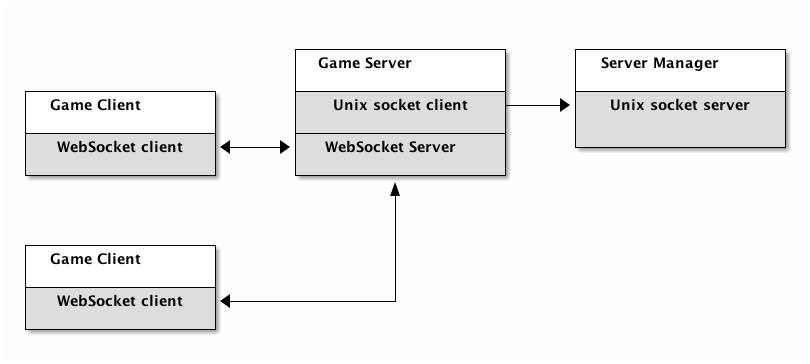 Game Server
Unix socket client
WebSocket Server
Server Manager
Unix socket server
Game Client
WebSocket client
Game Client
WebSocket client